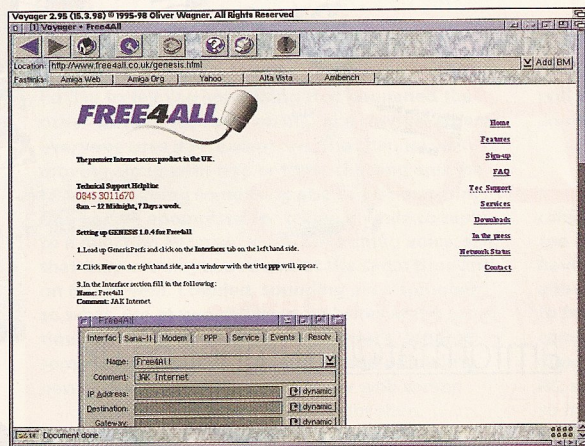 Voyager 2.95 (15.3.98) © 1995-98 Oliver Wagner, All Rights Reserved
[1] Voyager • Free4All
Location: http://www.free4all.co.uk/genesis.html Add BM
Fastlinks: Amiga Web Amiga Org Yahoo Alta Vista Amibench
FREE4ALL
The premier Internet access product in the UK.
Technical Support Helpline
0845 3011670
8am - 12 Midnight, 7 Days a week.
Setting up GENESIS 1.0.4 for Free4all
1.Load up GenesisPrefs and click on the Interfaces tab on the left hand side.
2.Click New on the right hand side, and a window with the title ppp will appear.
3.In the Interface section fill in the following:
Name: Free4all
Comment: JAK Internet
Home
Features
Sign-up
FAQ
Tec Support
Services
Downloads
In the press
Network Status
Contact
Free4All
Interfac Sana-II Modem PPP Service Events Resolv
Name: Free4All
Comment: JAK Internet
IP Address: dynamic
Destination: dynamic
Gateway: dynamic
Document done.